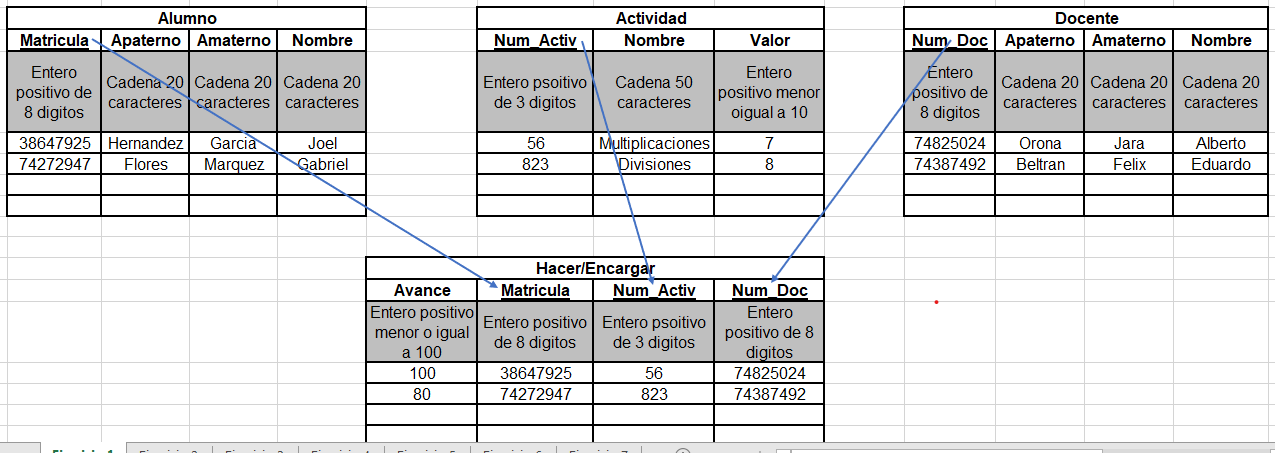 Alumno
Matricula Apaterno Amaterno Nombre
Entero positivo de 8 digitos Cadena 20 caracteres Cadena 20 caracteres Cadena 20 caracteres
38647925 Hernandez Garcia Joel
74272947 Flores Marquez Gabriel
Actividad
Num_Activ Nombre Valor
Entero psoitivo de 3 digitos Cadena 50 caracteres Entero positivo menor oigual a 10
56 Multiplicaciones 7
823 Divisiones 8
Docente
Num_Doc Apaterno Amaterno Nombre
Entero positivo de 8 digitos Cadena 20 caracteres Cadena 20 caracteres Cadena 20 caracteres
74825024 Orona Jara Alberto
74387492 Beltran Felix Eduardo
Hacer/Encargar
Avance Matricula Num_Activ Num_Doc
Entero positivo menor o igual a 100 Entero positivo de 8 digitos Entero psoitivo de 3 digitos Entero positivo de 8 digitos
100 38647925 56 74825024
80 74272947 823 74387492